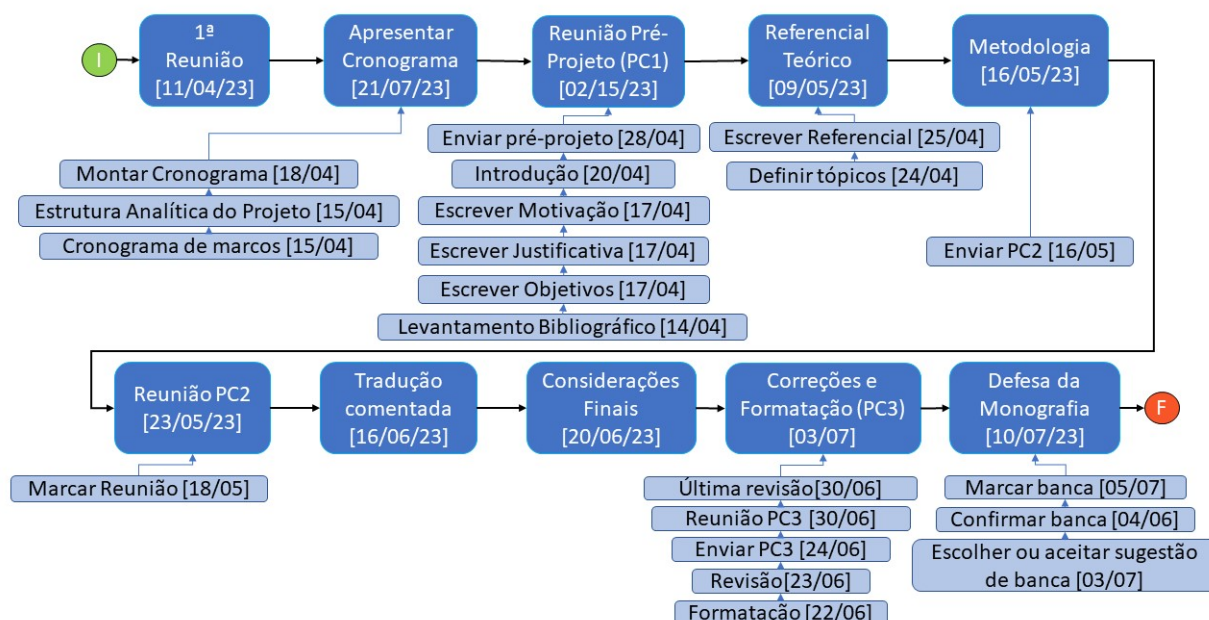 I
1ª
Reunião
[11/04/23]
Apresentar
Cronograma
[21/07/23]
Reunião Pré-
Projeto (PC1)
[02/15/23]
Referencial
Teórico
[09/05/23]
Metodologia
[16/05/23]
Montar Cronograma [18/04]
Estrutura Analítica do Projeto [15/04]
Cronograma de marcos [15/04]
Enviar pré-projeto [28/04]
Introdução [20/04]
Escrever Motivação [17/04]
Escrever Justificativa [17/04]
Escrever Objetivos [17/04]
Levantamento Bibliográfico [14/04]
Escrever Referencial [25/04]
Definir tópicos [24/04]
Enviar PC2 [16/05]
Reunião PC2
[23/05/23]
Tradução
comentada
[16/06/23]
Considerações
Finais
[20/06/23]
Correções e
Formatação (PC3)
[03/07]
Defesa da
Monografia
[10/07/23]
F
Marcar Reunião [18/05]
Última revisão[30/06]
Reunião PC3 [30/06]
Enviar PC3 [24/06]
Revisão[23/06]
Formatação [22/06]
Marcar banca [05/07]
Confirmar banca [04/06]
Escolher ou aceitar sugestão
de banca [03/07]